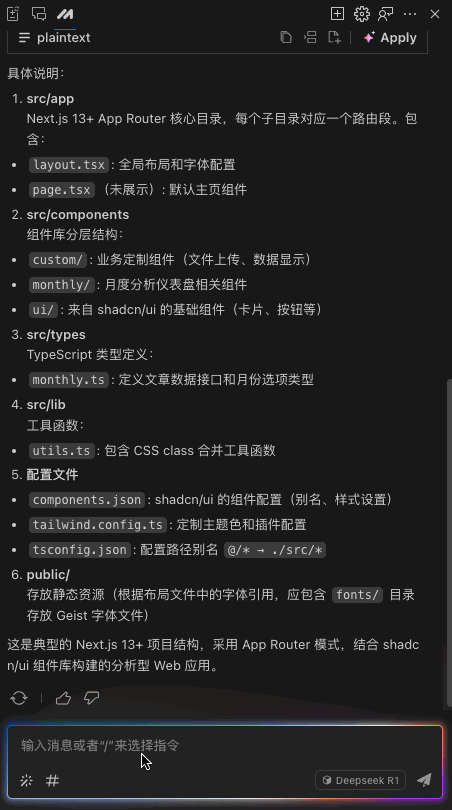 plaintext
Apply
具体说明：
1. src/app
Next.js 13+ App Router 核心目录，每个子目录对应一个路由段。包
含：
• layout.tsx : 全局布局和字体配置
• page.tsx （未展示）: 默认主页组件
2. src/components
组件库分层结构：
• custom/ : 业务定制组件（文件上传、数据显示）
• monthly/ : 月度分析仪表盘相关组件
• ui/ : 来自 shadcn/ui 的基础组件（卡片、按钮等）
3. src/types
TypeScript 类型定义：
• monthly.ts : 定义文章数据接口和月份选项类型
4. src/lib
工具函数：
• utils.ts : 包含 CSS class 合并工具函数
5. 配置文件
• components.json : shadcn/ui 的组件配置（别名、样式设置）
• tailwind.config.ts : 定制主题色和插件配置
• tsconfig.json : 配置路径别名 @/* → ./src/*
6. public/
存放静态资源（根据布局文件中的字体引用，应包含 fonts/ 目录
存放 Geist 字体文件）
这是典型的 Next.js 13+ 项目结构，采用 App Router 模式，结合 shadc
n/ui 组件库构建的分析型 Web 应用。
输入消息或者“/”来选择指令
Deepseek R1